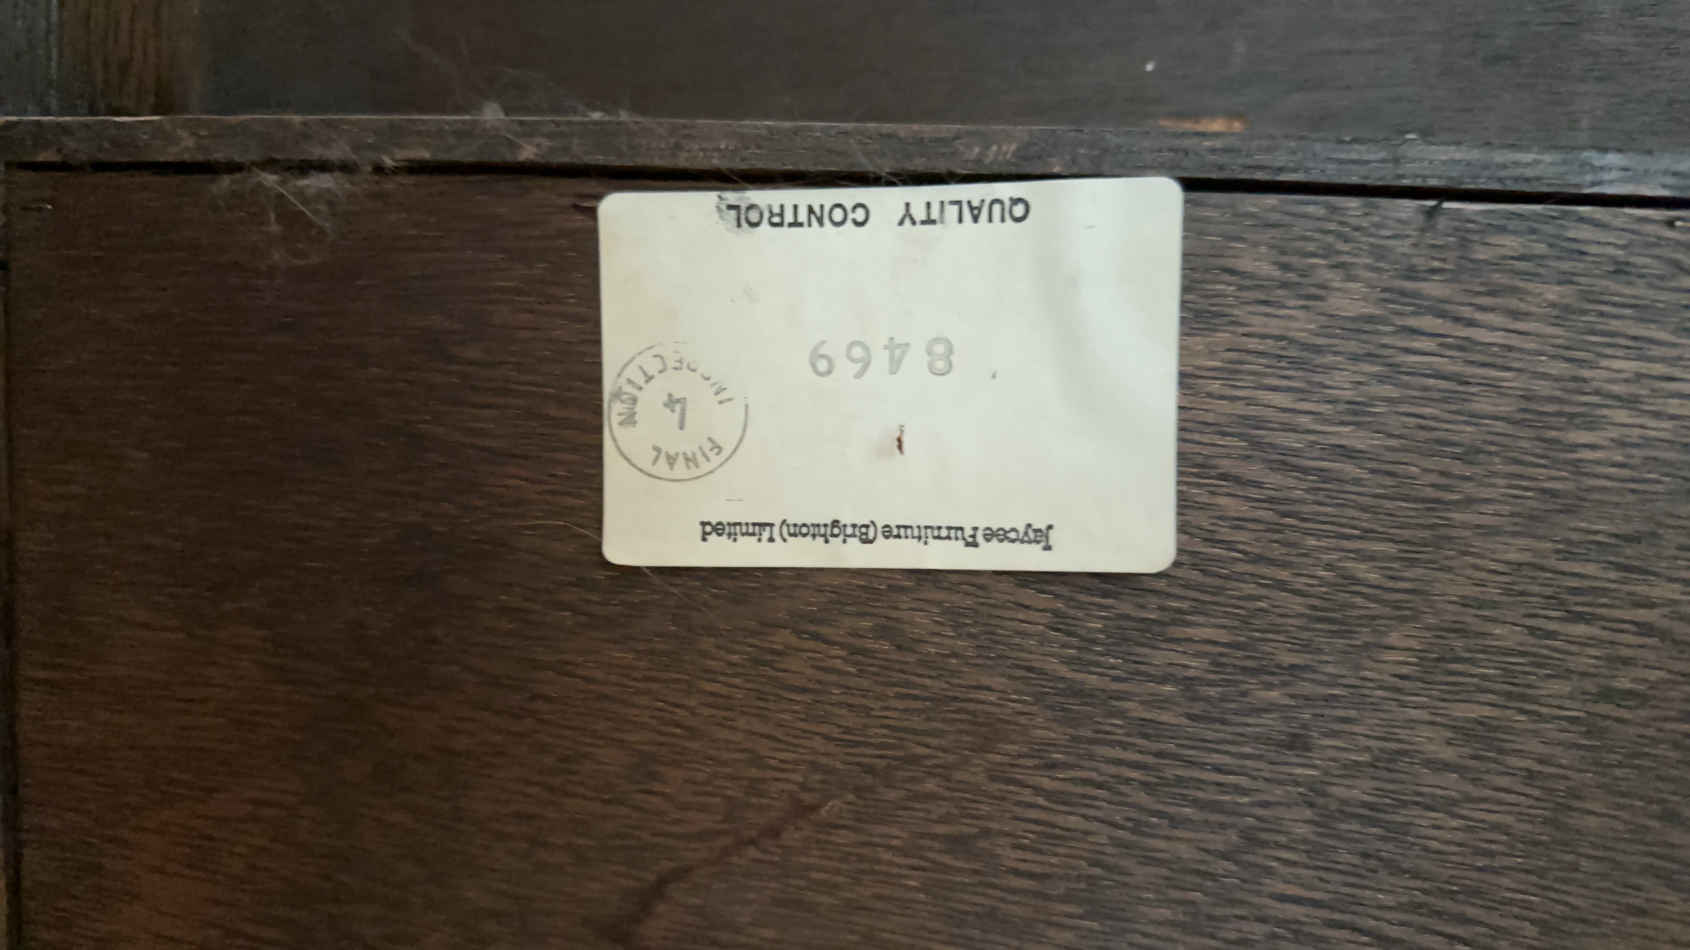 Jaycee Furniture (Brighton) Limited
FINAL
4
INSPECTION
8469
QUALITY CONTROL